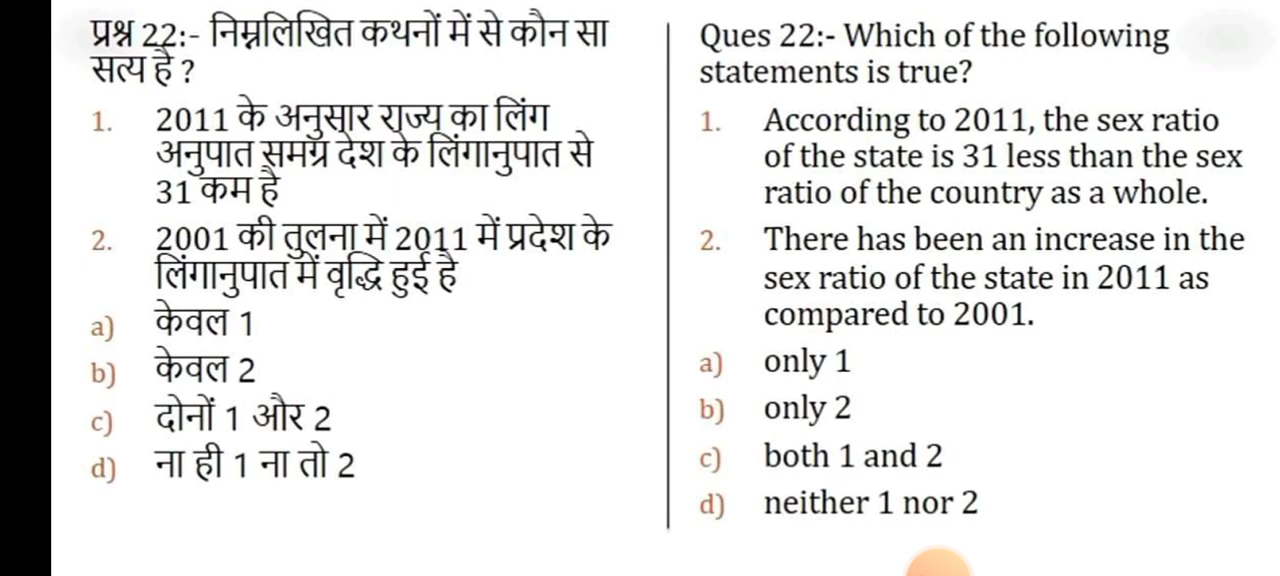 प्रश्न 22:- निम्नलिखित कथनों में से कौन सा
सत्य है ?
1. 2011 के अनुसार राज्य का लिंग
अनुपात समग्र देश के लिंगानुपात से
31 कम है
2. 2001 की तुलना में 2011 में प्रदेश के
लिंगानुपात में वृद्धि हुई है
a) केवल 1
b) केवल 2
c) दोनों 1 और 2
d) ना ही 1 ना तो 2
Ques 22:- Which of the following
statements is true?
1. According to 2011, the sex ratio
of the state is 31 less than the sex
ratio of the country as a whole.
2. There has been an increase in the
sex ratio of the state in 2011 as
compared to 2001.
a) only 1
b) only 2
c) both 1 and 2
d) neither 1 nor 2